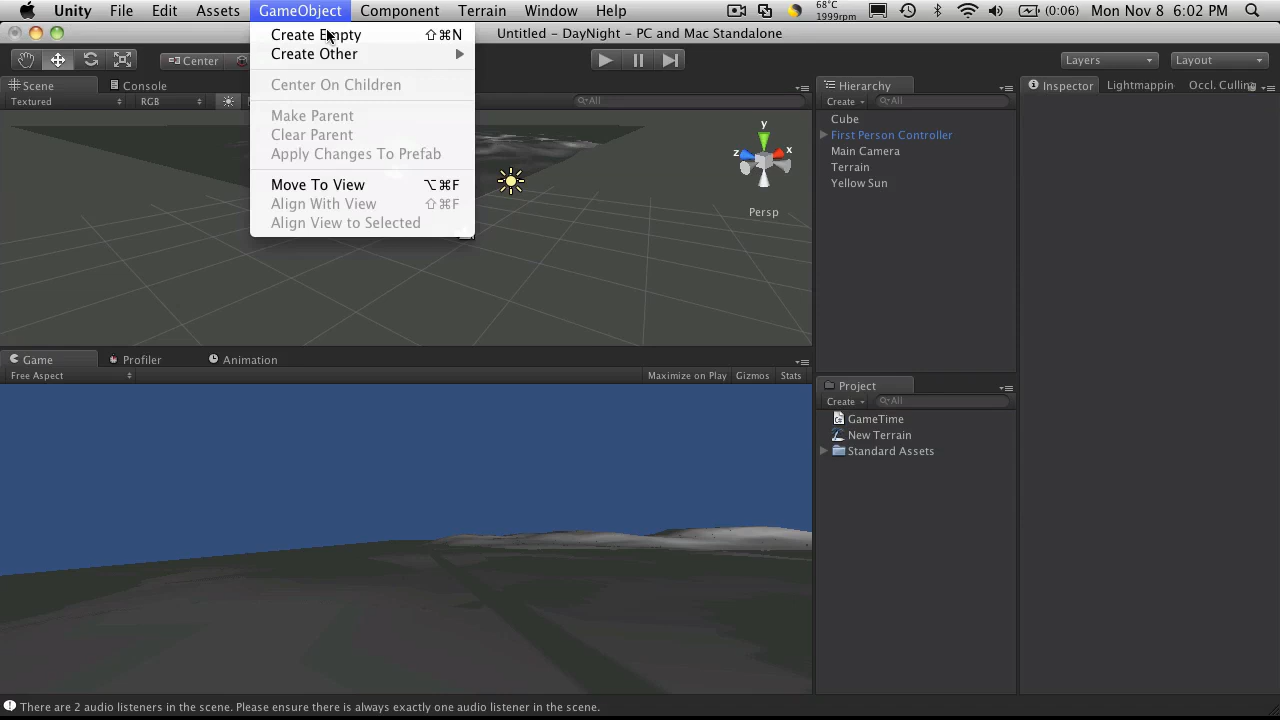 Unity File Edit Assets GameObject Component Terrain Window Help 68°C 1999rpm (0:06) Mon Nov 8 6:02 PM
Untitled – DayNight – PC and Mac Standalone
Create Empty ⇧⌘N
Create Other
Center On Children
Make Parent
Clear Parent
Apply Changes To Prefab
Move To View ⌥⌘F
Align With View ⇧⌘F
Align View to Selected
Center
Layers
Layout
Scene
Console
Textured
RGB
All
y
z
x
Persp
Hierarchy
Create
All
Cube
First Person Controller
Main Camera
Terrain
Yellow Sun
Inspector
Lightmappin
Occl. Culling
Game
Profiler
Animation
Free Aspect
Maximize on Play
Gizmos
Stats
Project
Create
All
GameTime
New Terrain
Standard Assets
There are 2 audio listeners in the scene. Please ensure there is always exactly one audio listener in the scene.